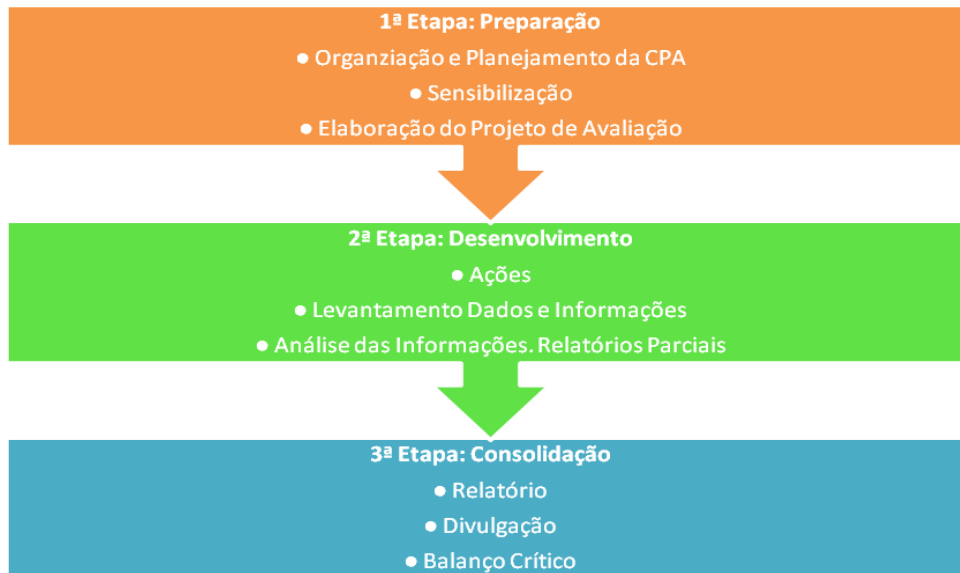 1ª Etapa: Preparação
● Organziação e Planejamento da CPA
● Sensibilização
● Elaboração do Projeto de Avaliação
2ª Etapa: Desenvolvimento
● Ações
● Levantamento Dados e Informações
● Análise das Informações. Relatórios Parciais
3ª Etapa: Consolidação
● Relatório
● Divulgação
● Balanço Crítico